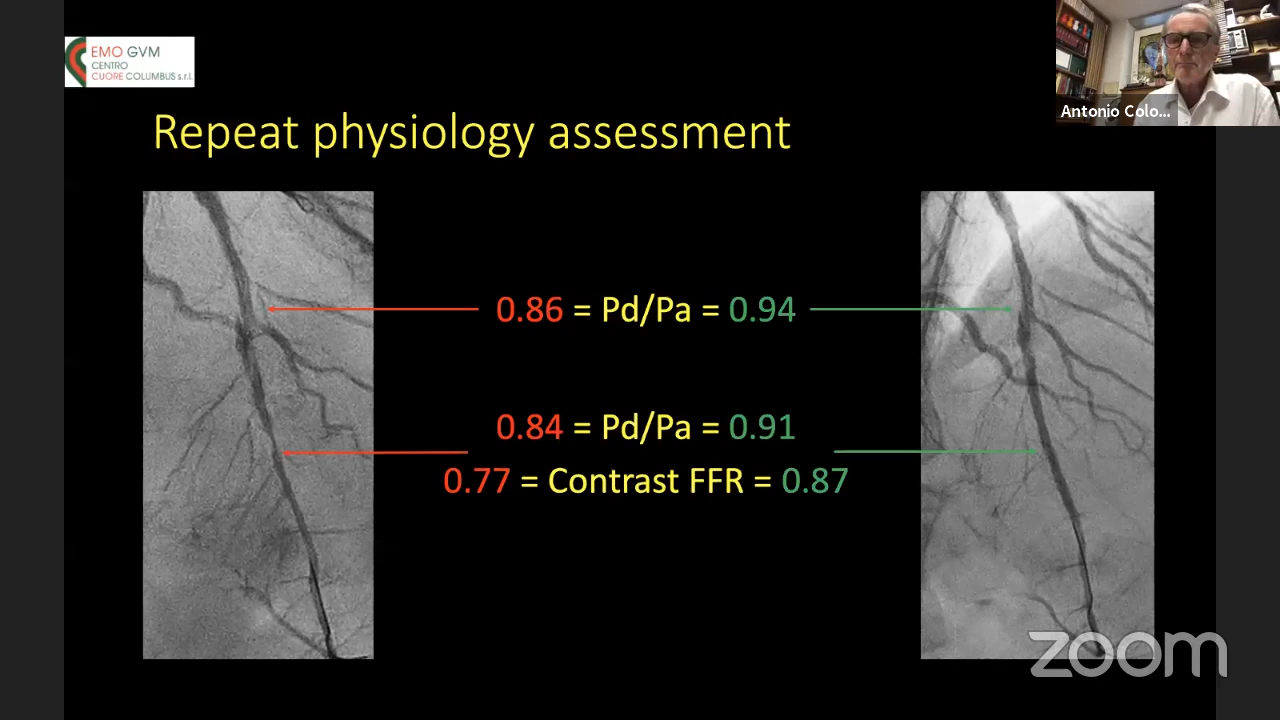 EMO GVM
CENTRO
CUORE COLUMBUS s.r.l.
Antonio Colo...
Repeat physiology assessment
0.86 = Pd/Pa = 0.94
0.84 = Pd/Pa = 0.91
0.77 = Contrast FFR = 0.87
zoom